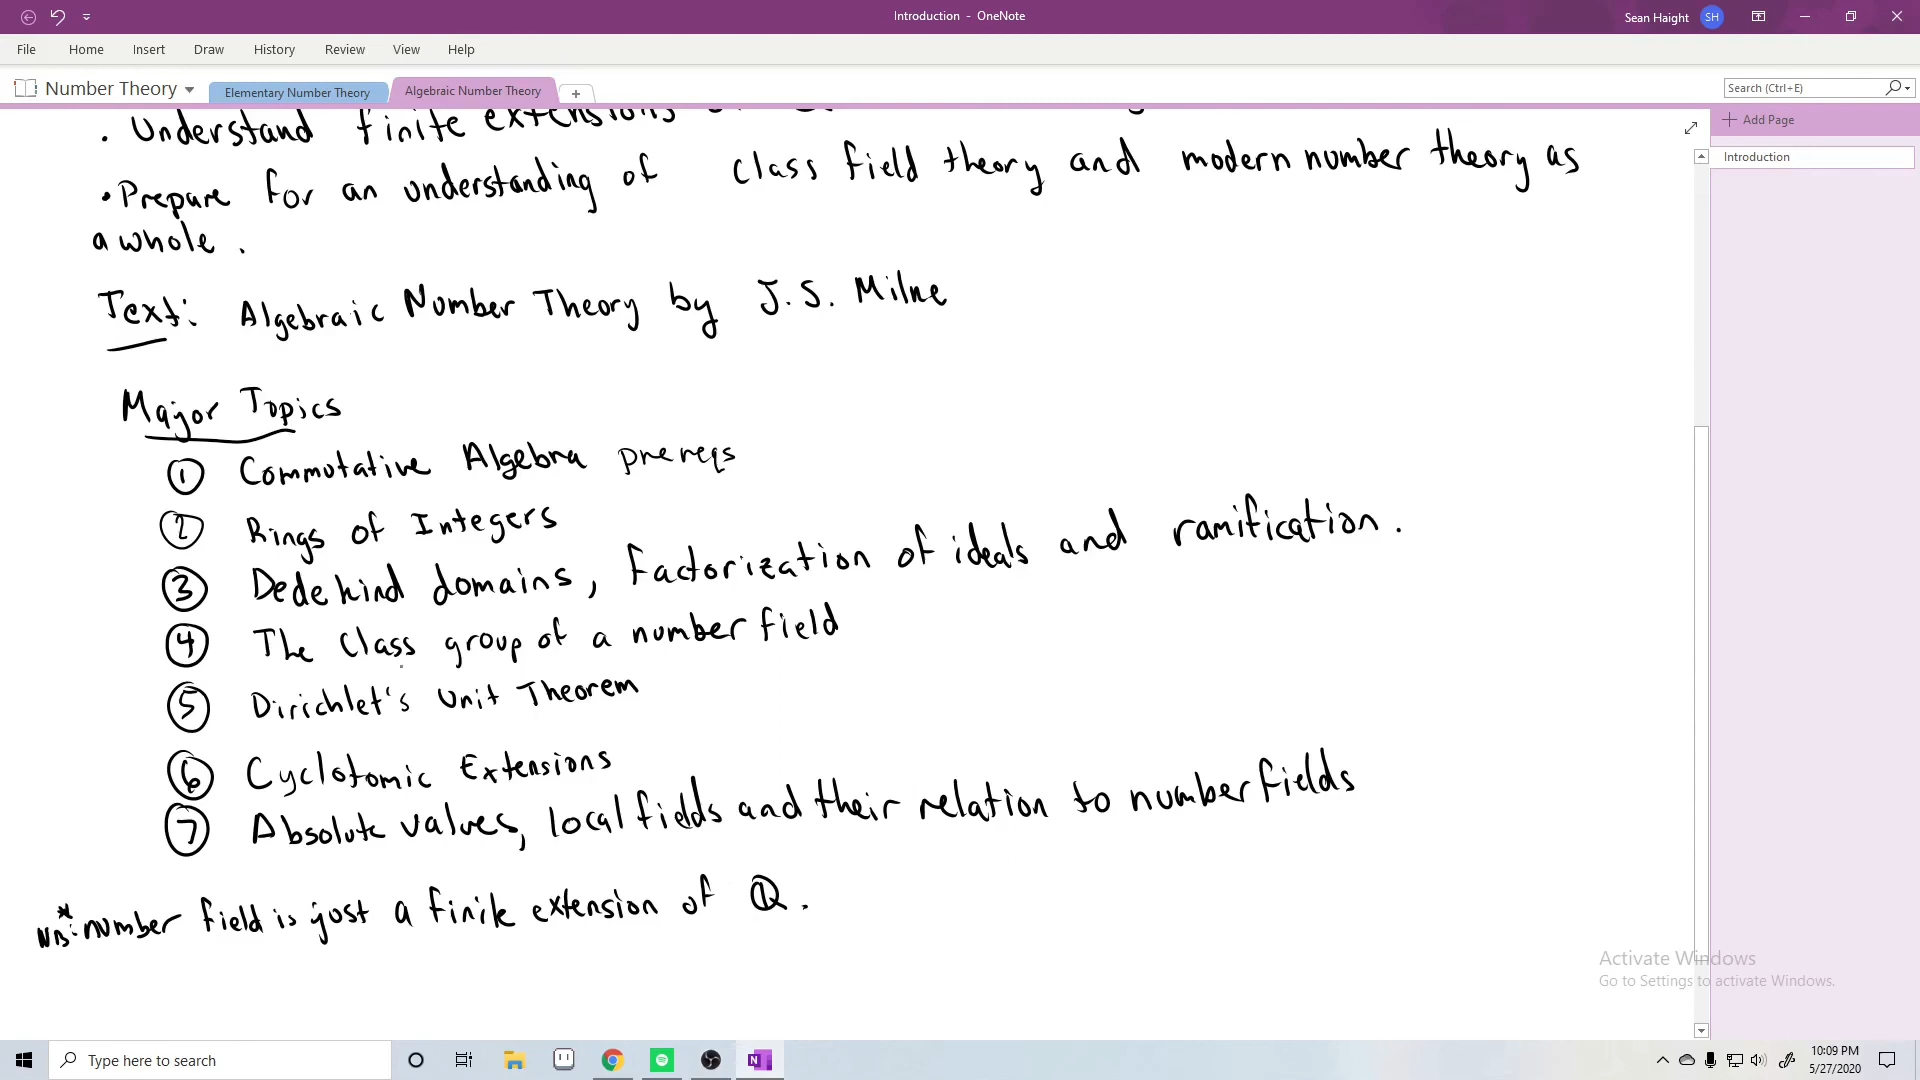 Introduction - OneNote
Sean Haight SH
File Home Insert Draw History Review View Help
Number Theory Elementary Number Theory Algebraic Number Theory
Search (Ctrl+E)
Add Page
Introduction
. Understand finite extensions
• Prepare for an understanding of class field theory and modern number theory as
a whole .
Text: Algebraic Number Theory by J. S. Milne
Major Topics
① Commutative Algebra prereqs
② Rings of Integers
③ Dedekind domains, factorization of ideals and ramification.
④ The Class group of a number field
⑤ Dirichlet's Unit Theorem
⑥ Cyclotomic Extensions
⑦ Absolute values, local fields and their relation to number fields
* NB: number field is just a finite extension of ℚ.
Activate Windows
Go to Settings to activate Windows.
Type here to search
10:09 PM
5/27/2020